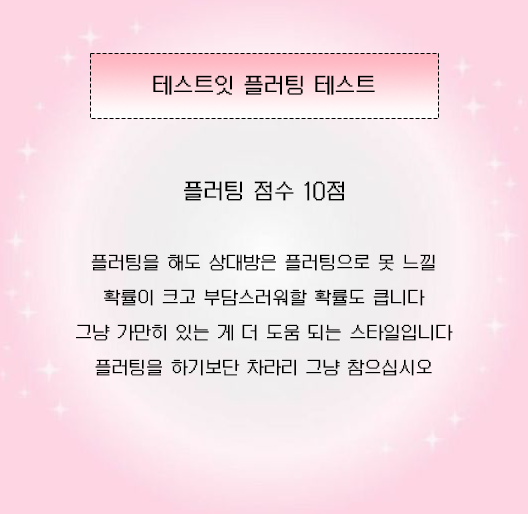 테스트잇 플러팅 테스트
플러팅 점수 10점
플러팅을 해도 상대방은 플러팅으로 못 느낄
확률이 크고 부담스러워할 확률도 큽니다
그냥 가만히 있는 게 더 도움 되는 스타일입니다
플러팅을 하기보단 차라리 그냥 참으십시오